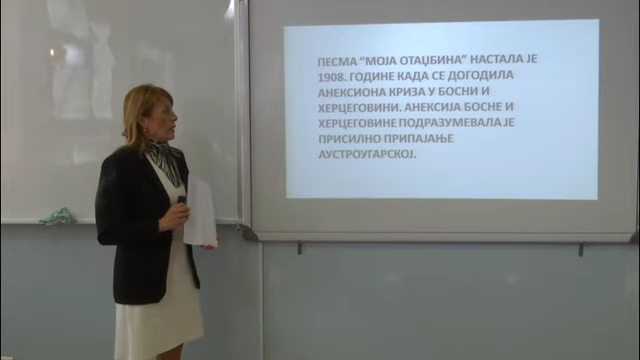 ПЕСМА “МОЈА ОТАЏБИНА” НАСТАЛА ЈЕ
1908. ГОДИНЕ КАДА СЕ ДОГОДИЛА
АНЕКСИОНА КРИЗА У БОСНИ И
ХЕРЦЕГОВИНИ. АНЕКСИЈА БОСНЕ И
ХЕРЦЕГОВИНЕ ПОДРАЗУМЕВАЛА ЈЕ
ПРИСИЛНО ПРИПАЈАЊЕ
АУСТРОУГАРСКОЈ.